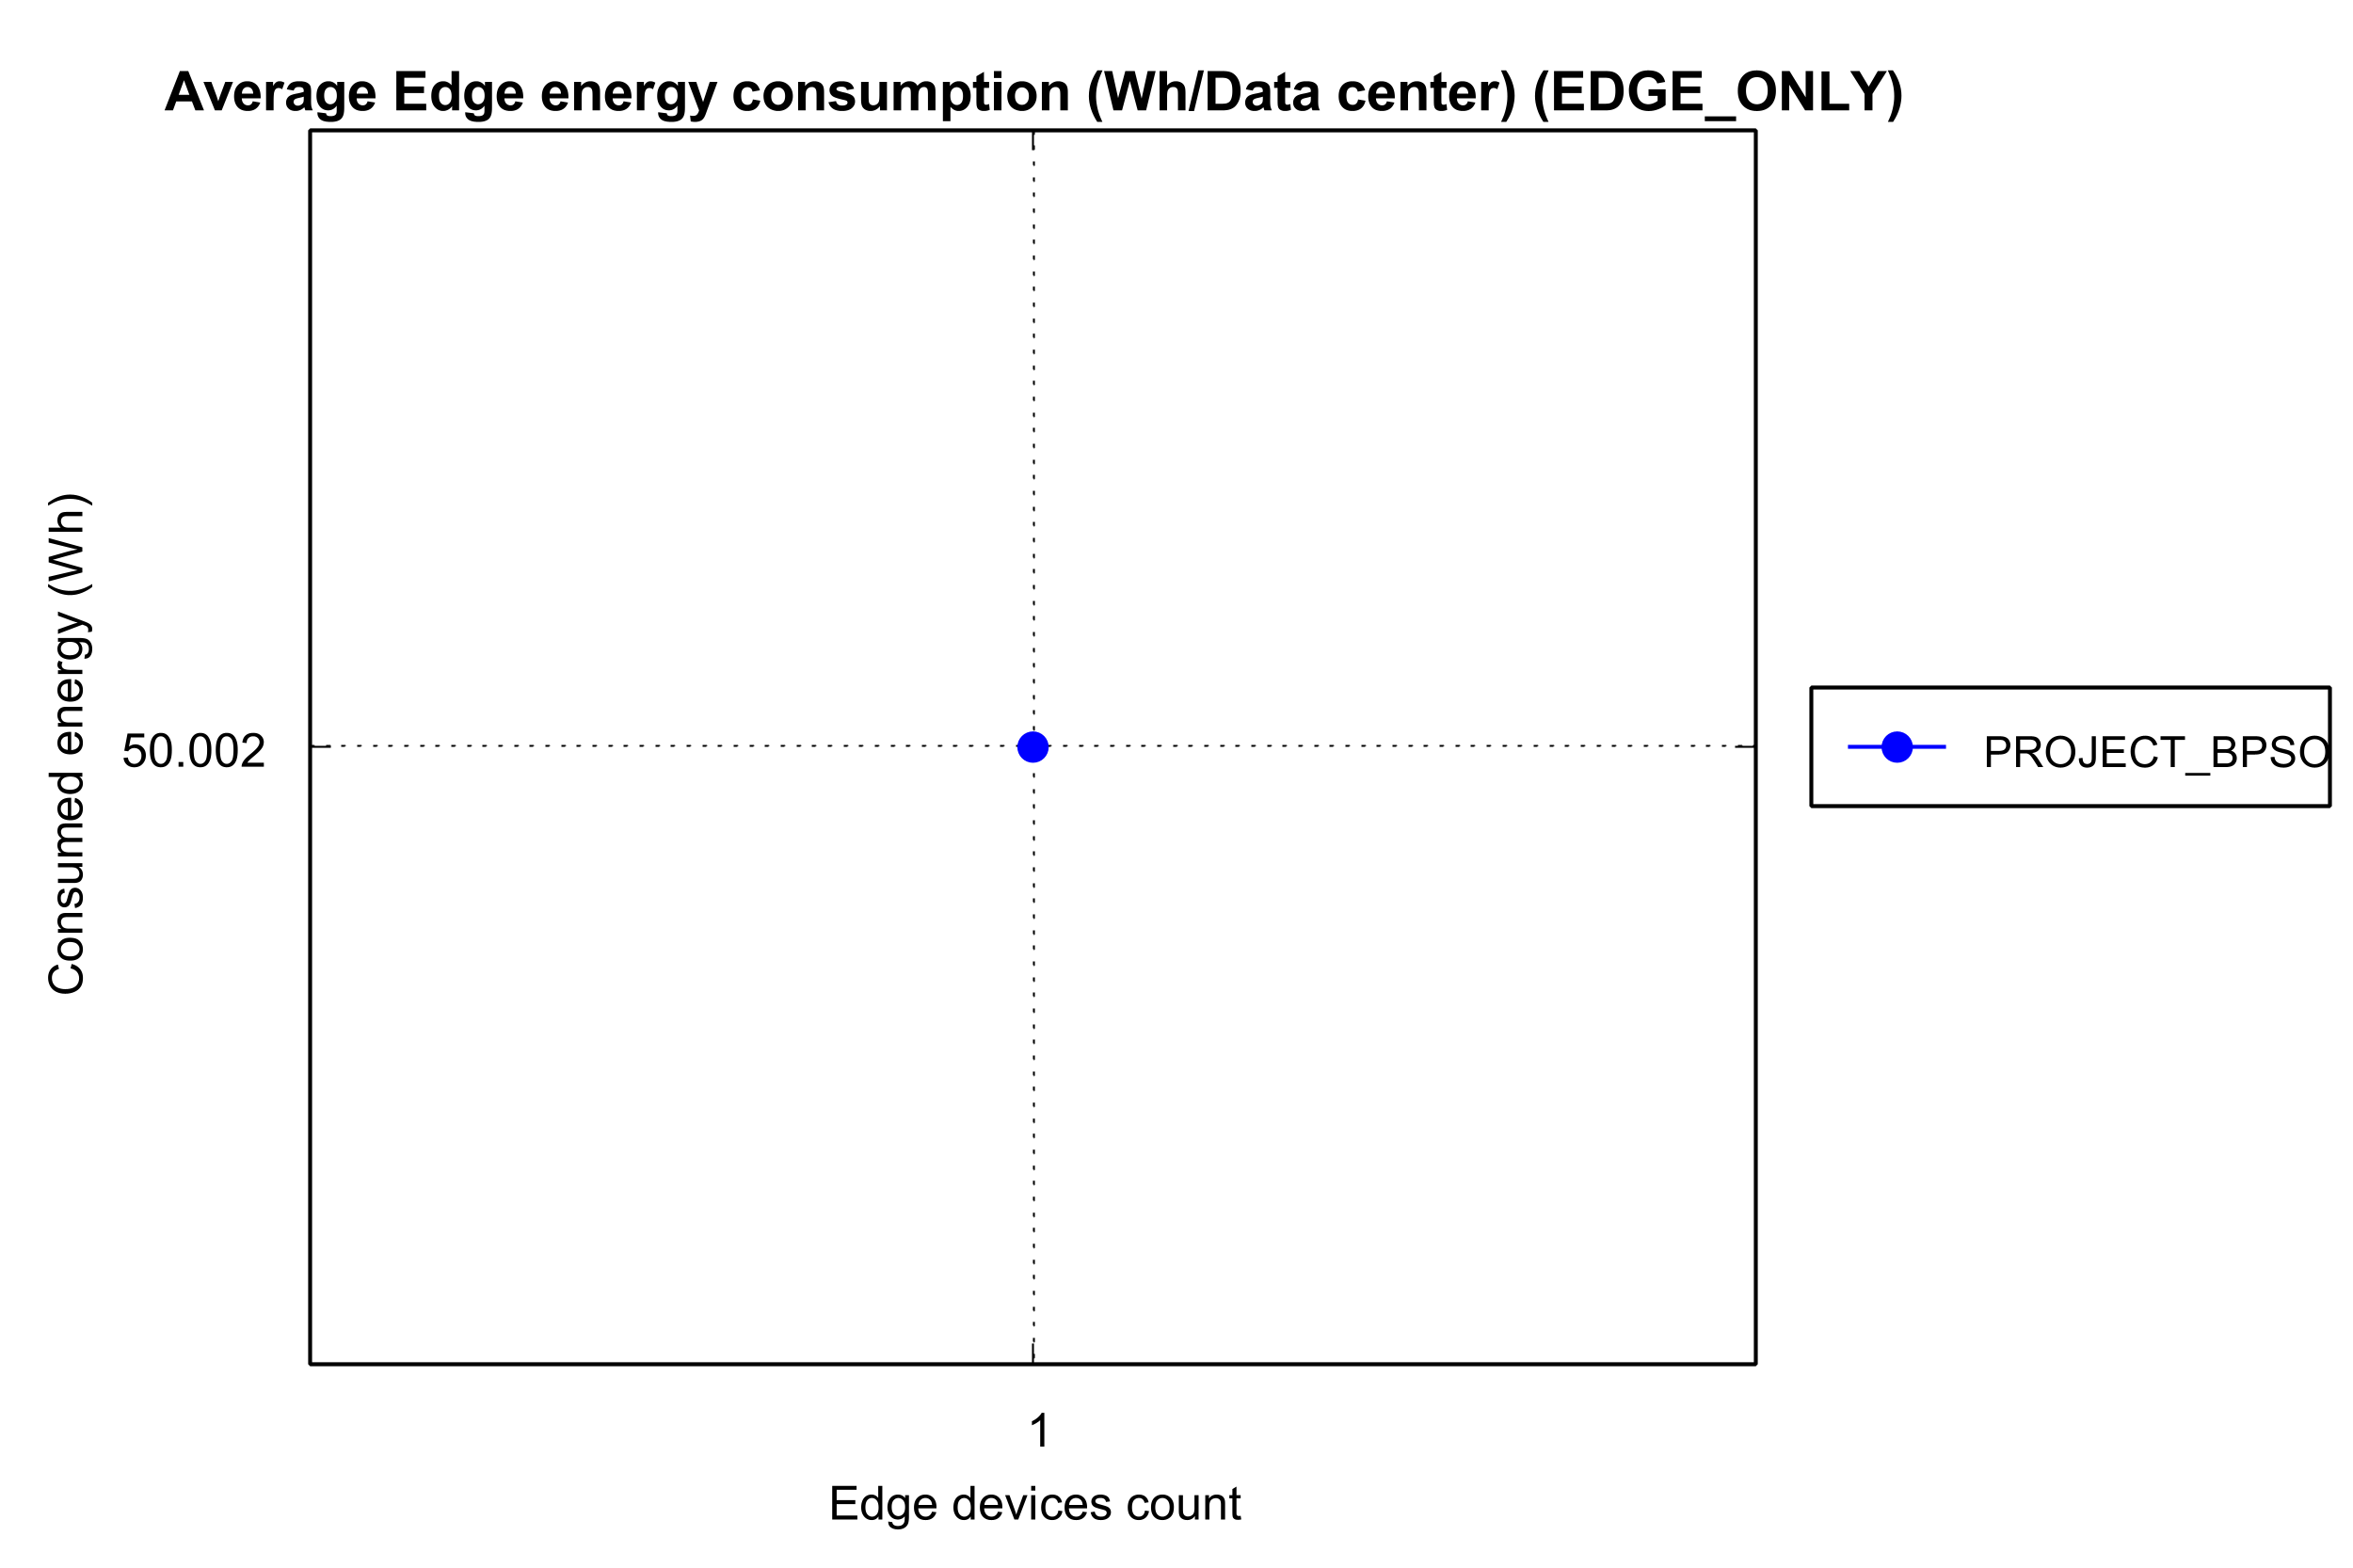 Average Edge energy consumption (Wh/Data center) (EDGE_ONLY)
Consumed energy (Wh)
50.002
PROJECT_BPSO
1
Edge devices count